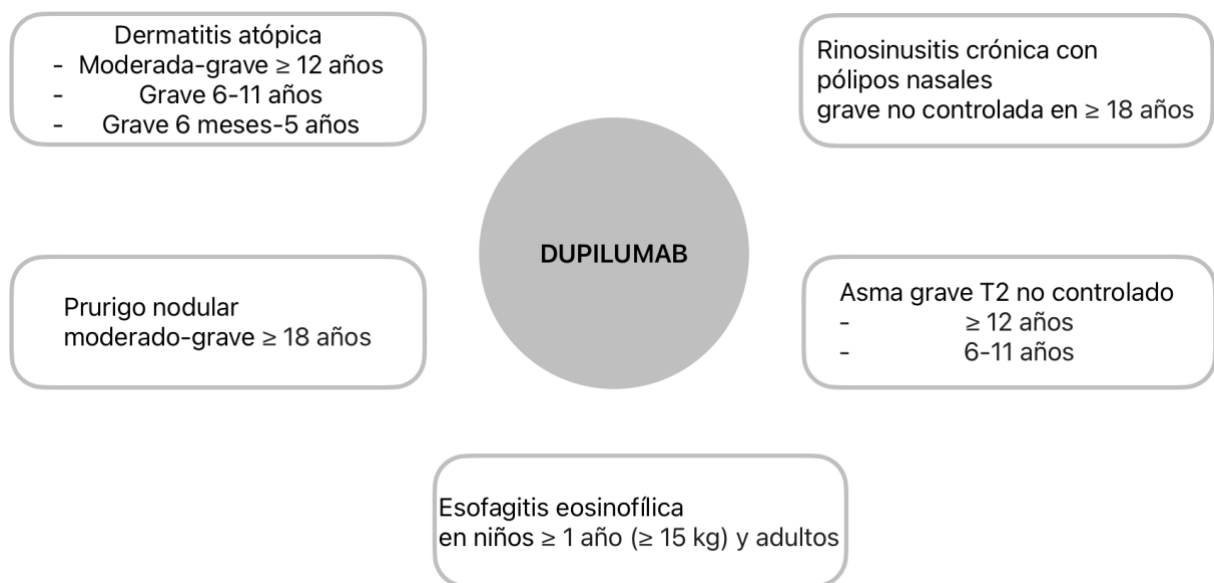 Dermatitis atópica
- Moderada-grave ≥ 12 años
- Grave 6-11 años
- Grave 6 meses-5 años
Rinosinusitis crónica con
pólipos nasales
grave no controlada en ≥ 18 años
DUPILUMAB
Prurigo nodular
moderado-grave ≥ 18 años
Asma grave T2 no controlado
- ≥ 12 años
- 6-11 años
Esofagitis eosinofílica
en niños ≥ 1 año (≥ 15 kg) y adultos